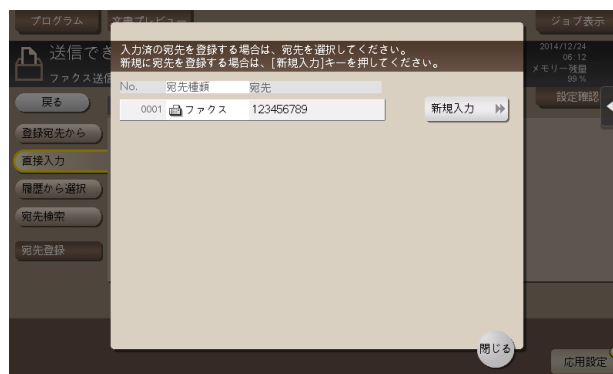 プログラム
文書プレビュー
ジョブ表示
送信でき
ファクス送信
2014/12/24
06:12
メモリー残量
99 %
入力済の宛先を登録する場合は、宛先を選択してください。
新規に宛先を登録する場合は、[新規入力]キーを押してください。
No. 宛先種類 宛先
0001 ファクス 123456789
新規入力
戻る
設定確認
登録宛先から
直接入力
履歴から選択
宛先検索
宛先登録
閉じる
応用設定